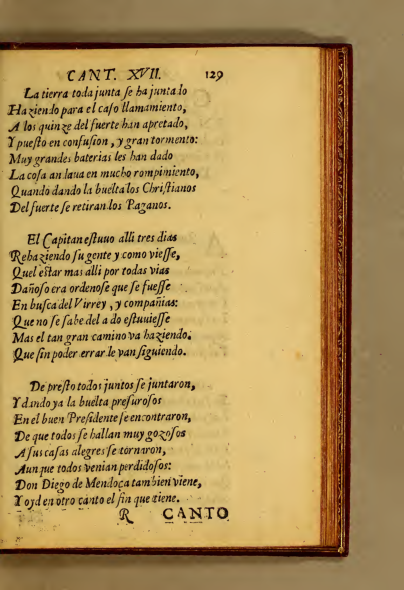 CANT. XVII. 129
La tierra toda junta se ha juntado
Haziendo para el caso llamamiento,
A los quinze del fuerte han apretado,
Y puesto en confusion, y gran tormento:
Muy grandes baterias les han dado
La cosa andaua en mucho rompimiento,
Quando dando la buelta los Christianos
Del fuerte se retiran los Paganos.
El Capitan estuuo alli tres dias
Rehaziendo su gente y como viesse,
Quel estar mas alli por todas vias
Dañoso era ordenose que se fuesse
En busca del Virrey, y compañias:
Que no se sabe del a do estuuiesse
Mas el tan gran camino va haziendo,
Que sin poder errar le van siguiendo.
De presto todos juntos se juntaron,
Y dando ya la buelta presurosos
En el buen Presidente se encontraron,
De que todos se hallan muy gozosos
A sus casas alegres se tornaron,
Aunque todos venian perdidosos:
Don Diego de Mendoça tambien viene,
Y oyd en otro canto el fin que tiene.
R CANTO